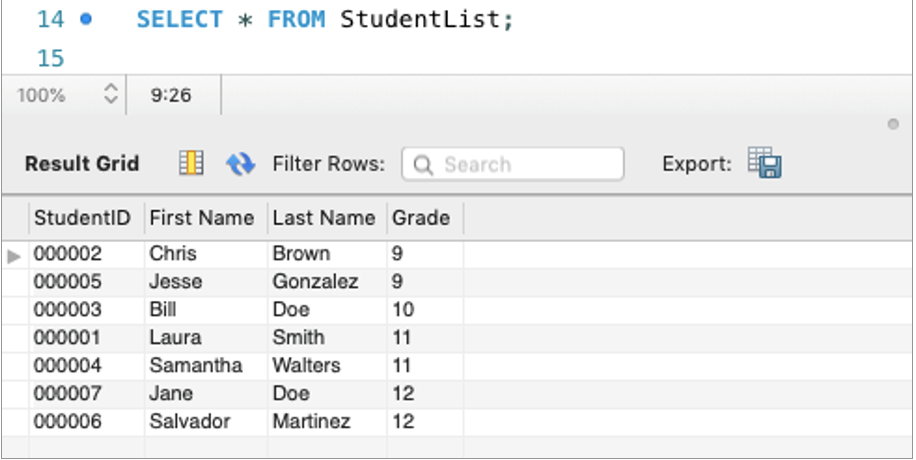 14 SELECT * FROM StudentList;
15
100% 9:26
Result Grid Filter Rows: Search Export:
StudentID First Name Last Name Grade
000002 Chris Brown 9
000005 Jesse Gonzalez 9
000003 Bill Doe 10
000001 Laura Smith 11
000004 Samantha Walters 11
000007 Jane Doe 12
000006 Salvador Martinez 12